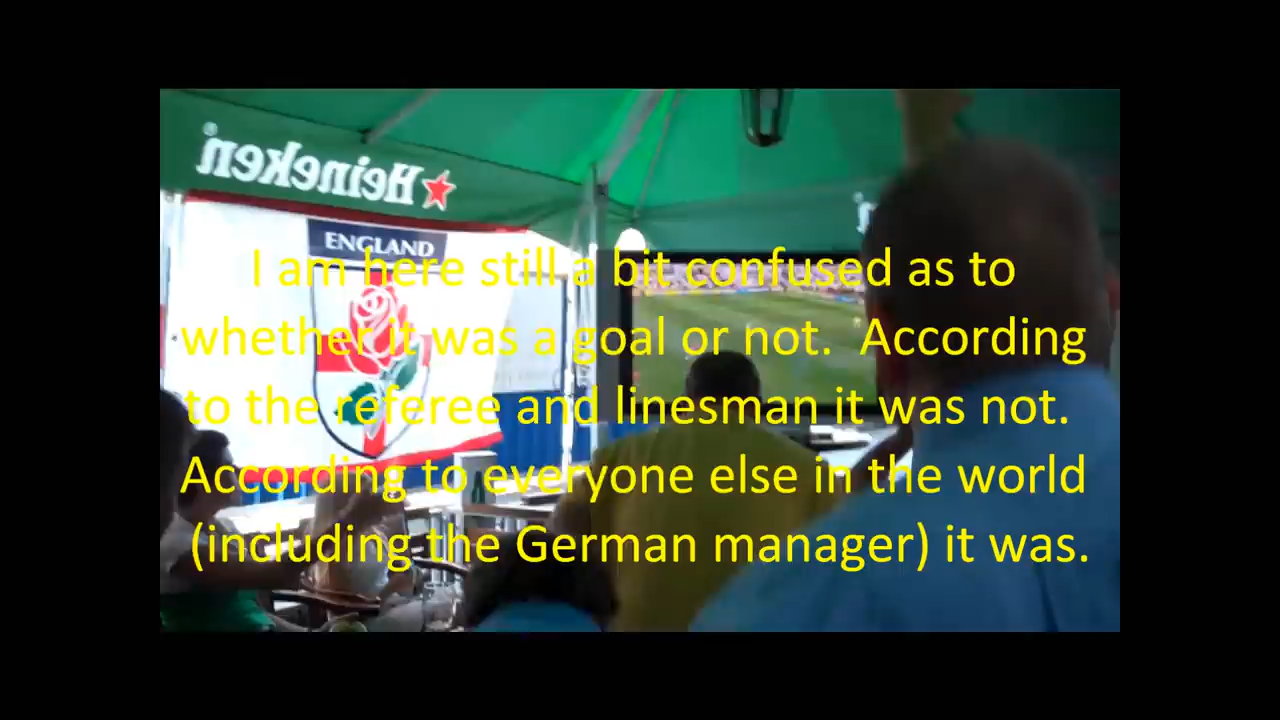 Heineken
ENGLAND
I am here still a bit confused as to
whether it was a goal or not.  According
to the referee and linesman it was not.
According to everyone else in the world
(including the German manager) it was.